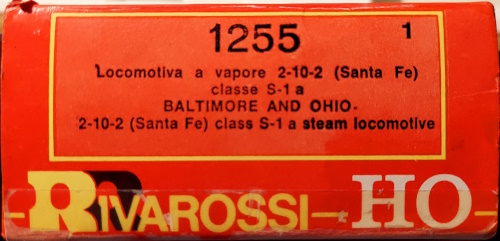 1255 1
Locomotiva a vapore 2-10-2 (Santa Fe)
classe S-1 a
BALTIMORE AND OHIO-
2-10-2 (Santa Fe) class S-1 a steam locomotive
RIVAROSSI HO